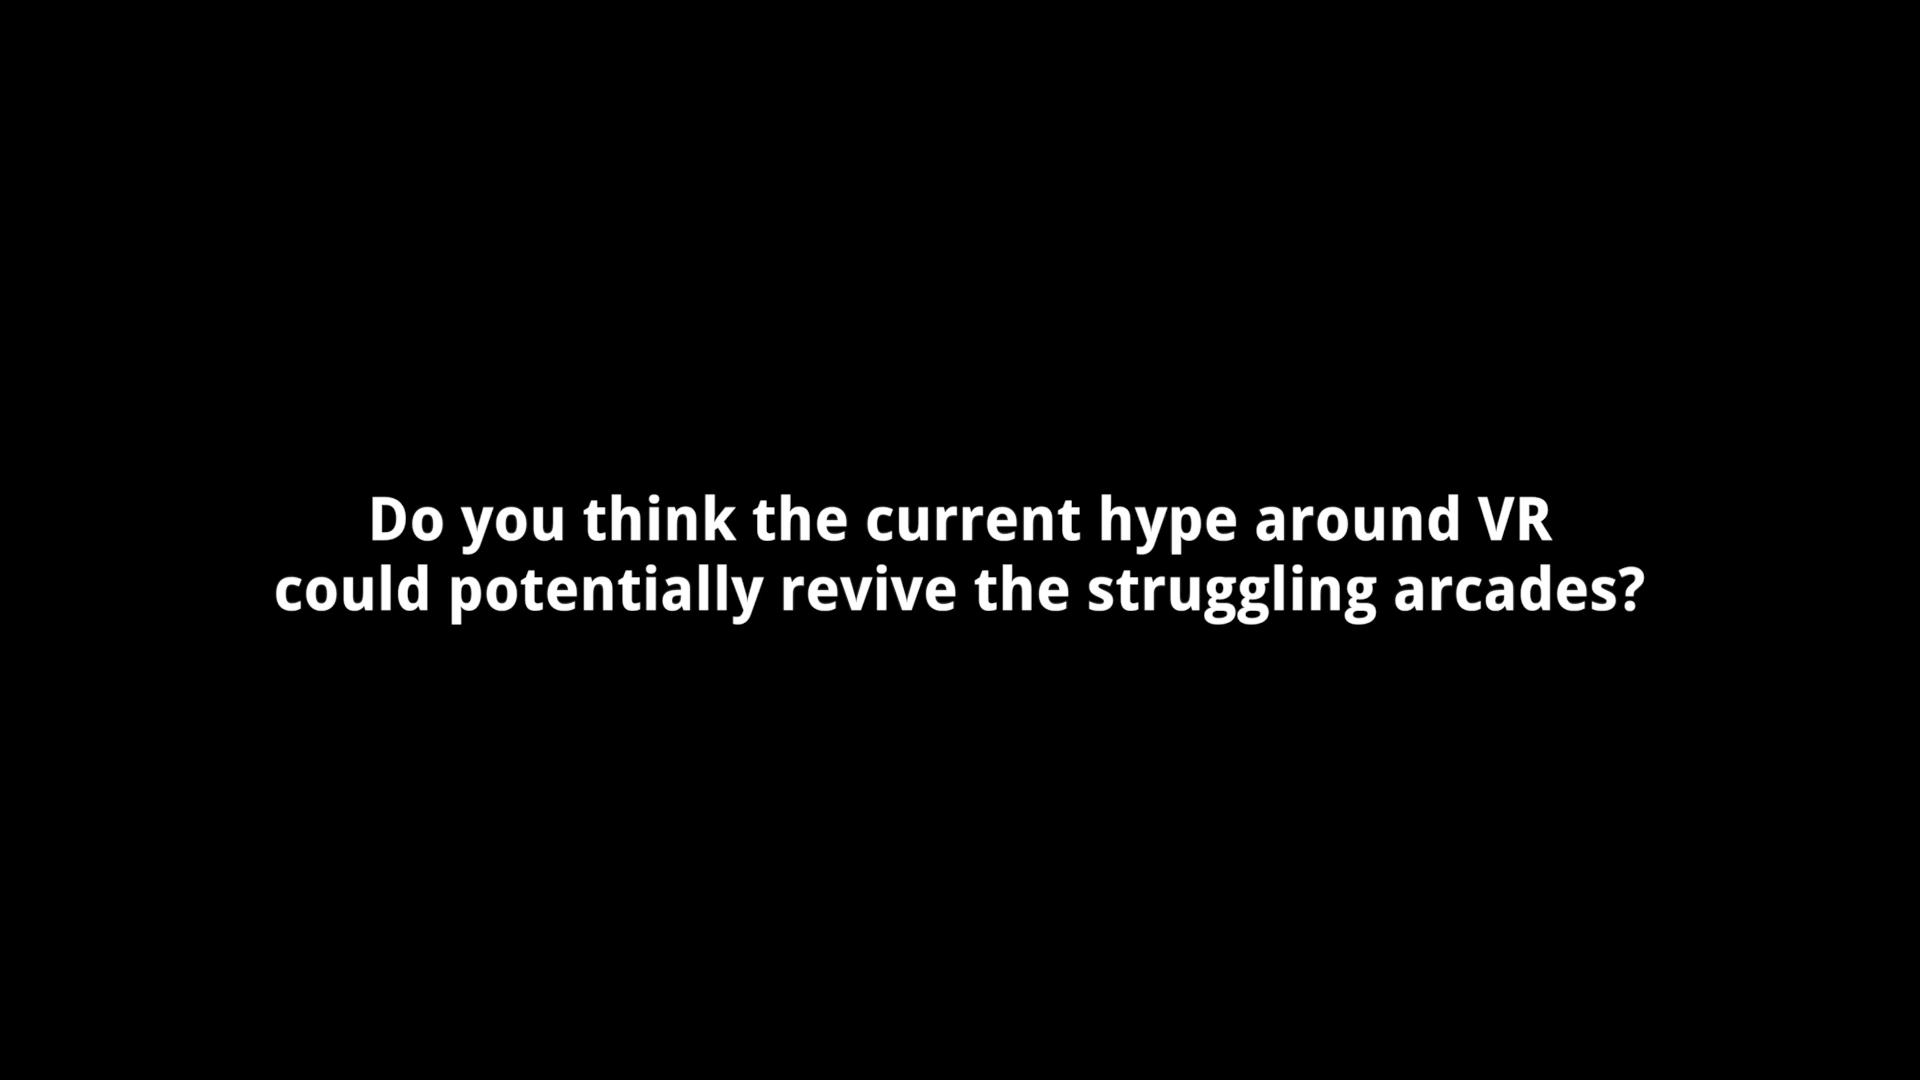 Do you think the current hype around VR
could potentially revive the struggling arcades?